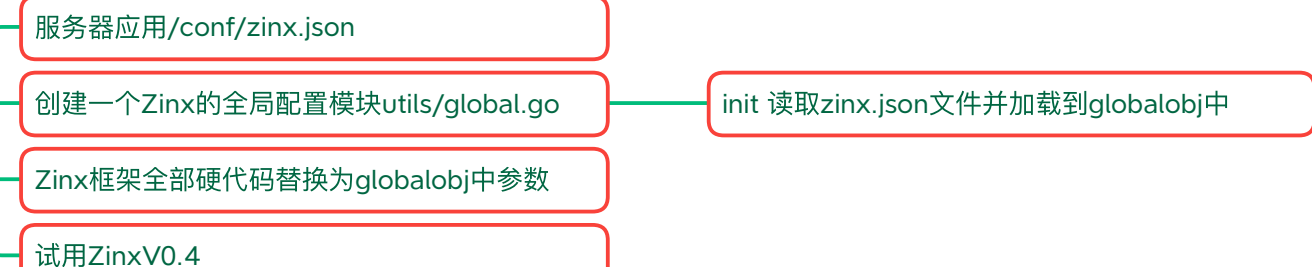 服务器应用/conf/zinx.json
创建一个Zinx的全局配置模块utils/global.go
init 读取zinx.json文件并加载到globalobj中
Zinx框架全部硬代码替换为globalobj中参数
试用ZinxV0.4